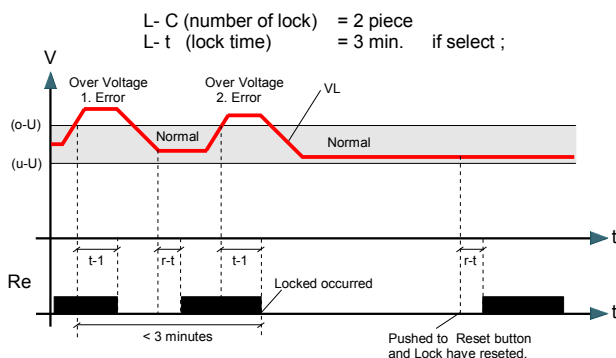 L- C (number of lock) = 2 piece
L- t (lock time) = 3 min. if select ;
V
Over Voltage
1. Error
Over Voltage
2. Error
VL
(o-U)
Normal
Normal
(u-U)
t
t-1
r-t
t-1
r-t
Re
Locked occurred
t
< 3 minutes
Pushed to Reset button
and Lock have reseted.